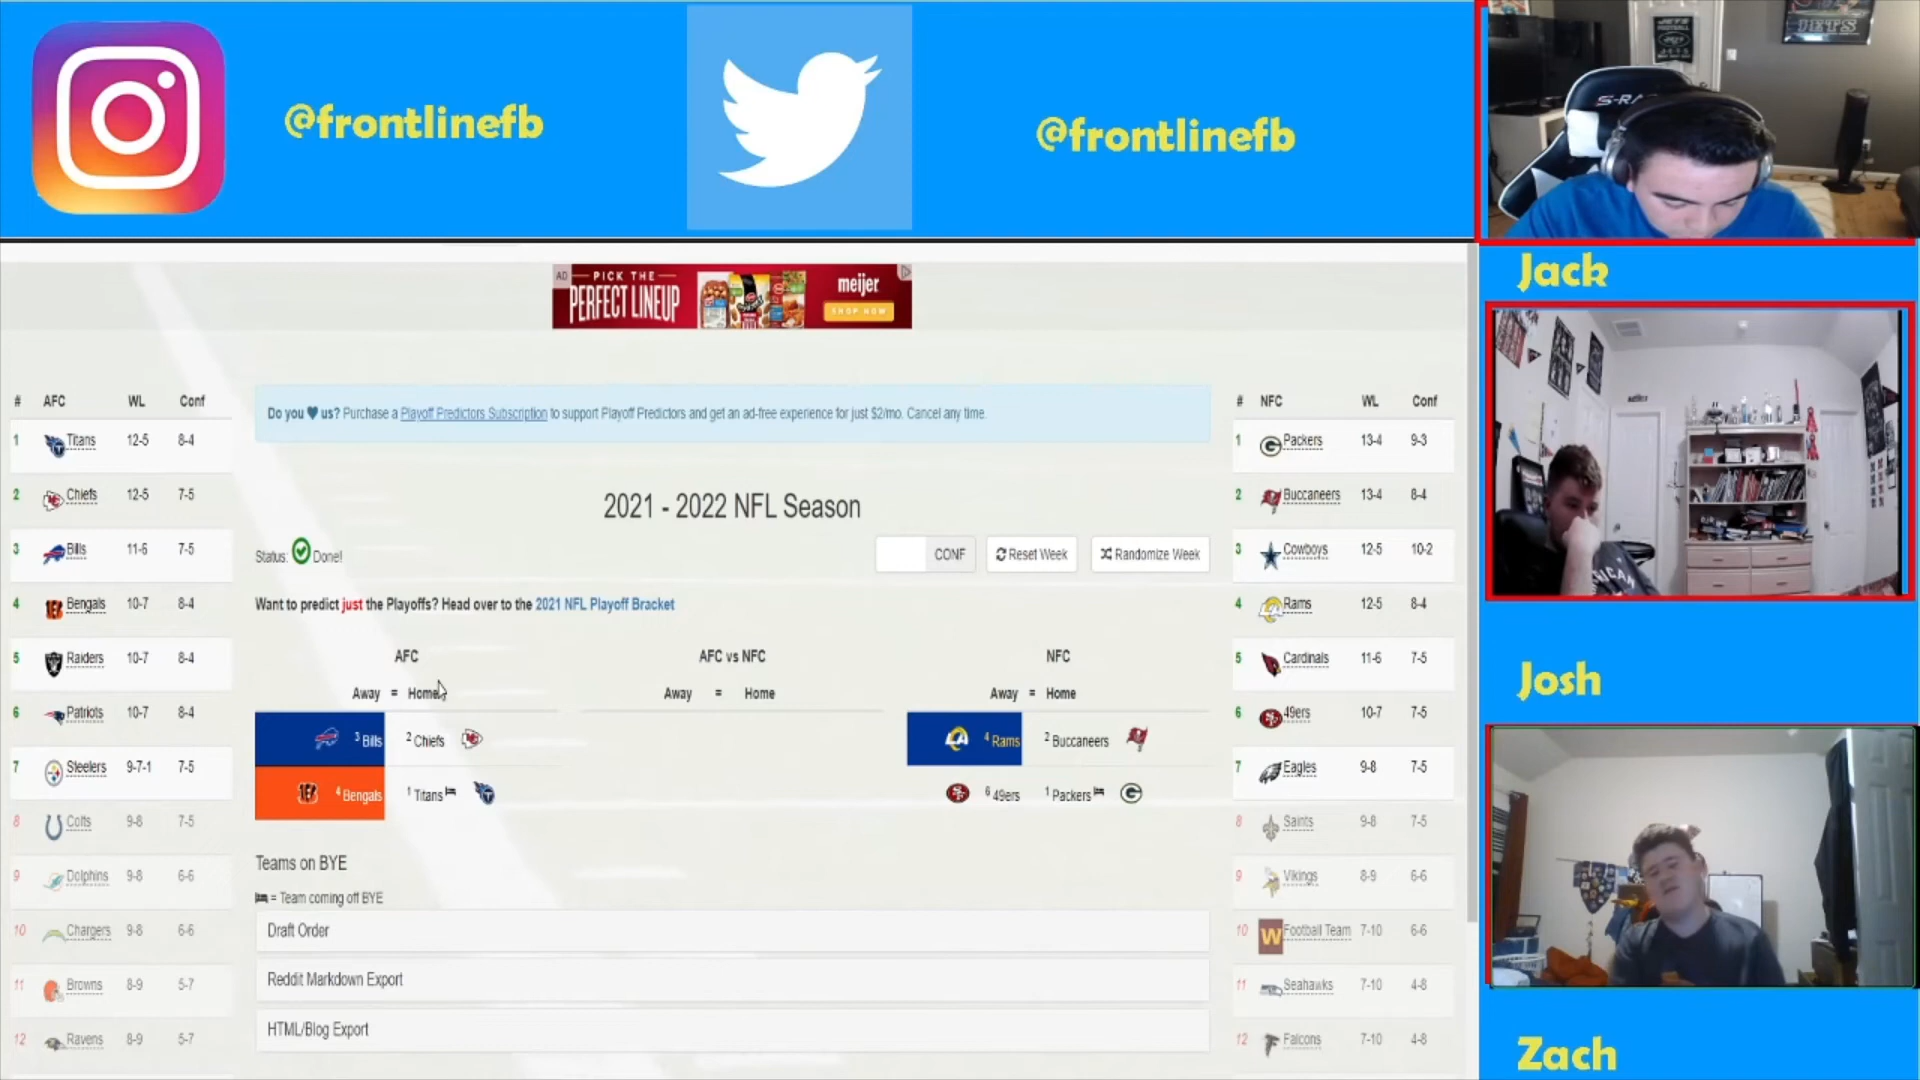 @frontlinefb
@frontlinefb
AD
PICK THE
PERFECT LINEUP
meijer
SHOP NOW
JETS
Jack
Josh
Zach
# AFC WL Conf
1 Titans 12-5 8-4
2 Chiefs 12-5 7-5
3 Bills 11-6 7-5
4 Bengals 10-7 8-4
5 Raiders 10-7 8-4
6 Patriots 10-7 8-4
7 Steelers 9-7-1 7-5
8 Colts 9-8 7-5
9 Dolphins 9-8 6-6
10 Chargers 9-8 6-6
11 Browns 8-9 5-7
12 Ravens 8-9 5-7
Do you ♥ us? Purchase a Playoff Predictors Subscription to support Playoff Predictors and get an ad-free experience for just $2/mo. Cancel any time.
2021 - 2022 NFL Season
Status: Done!
CONF
Reset Week
Randomize Week
Want to predict just the Playoffs? Head over to the 2021 NFL Playoff Bracket
AFC
Away = Home
3 Bills 2 Chiefs
4 Bengals 1 Titans
AFC vs NFC
Away = Home
NFC
Away = Home
4 Rams 2 Buccaneers
6 49ers 1 Packers
Teams on BYE
= Team coming off BYE
Draft Order
Reddit Markdown Export
HTML/Blog Export
# NFC WL Conf
1 Packers 13-4 9-3
2 Buccaneers 13-4 8-4
3 Cowboys 12-5 10-2
4 Rams 12-5 8-4
5 Cardinals 11-6 7-5
6 49ers 10-7 7-5
7 Eagles 9-8 7-5
8 Saints 9-8 7-5
9 Vikings 8-9 6-6
10 Football Team 7-10 6-6
11 Seahawks 7-10 4-8
12 Falcons 7-10 4-8